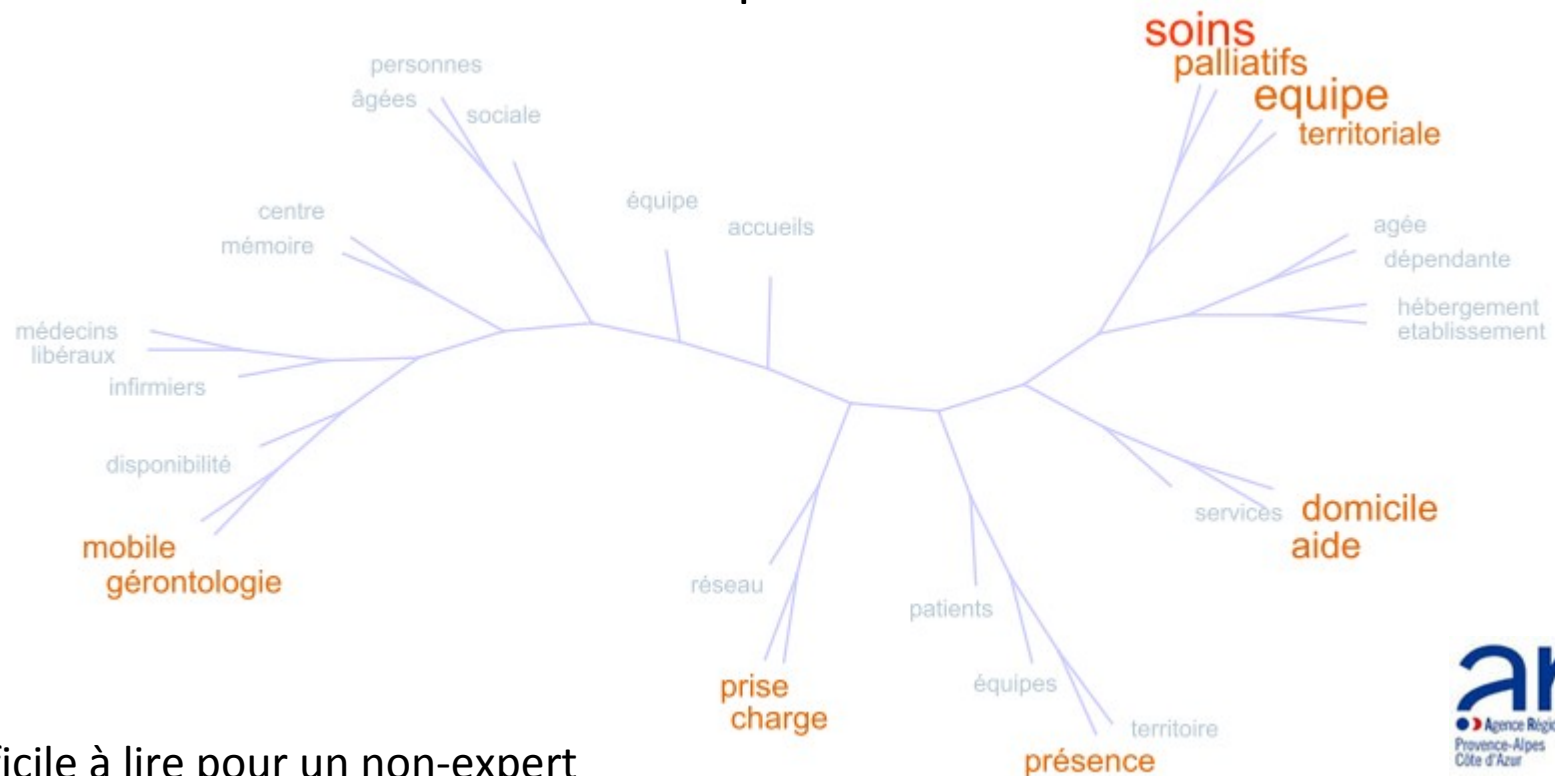 soins
palliatifs
equipe
territoriale
personnes
âgées
sociale
équipe
accueils
centre
mémoire
agée
dépendante
hébergement
etablissement
médecins
libéraux
infirmiers
disponibilité
mobile
gérontologie
services
domicile
aide
réseau
patients
prise
charge
équipes
territoire
présence
Agence Régio
Provence-Alpes
Côte d'Azur
à lire pour un non-expert